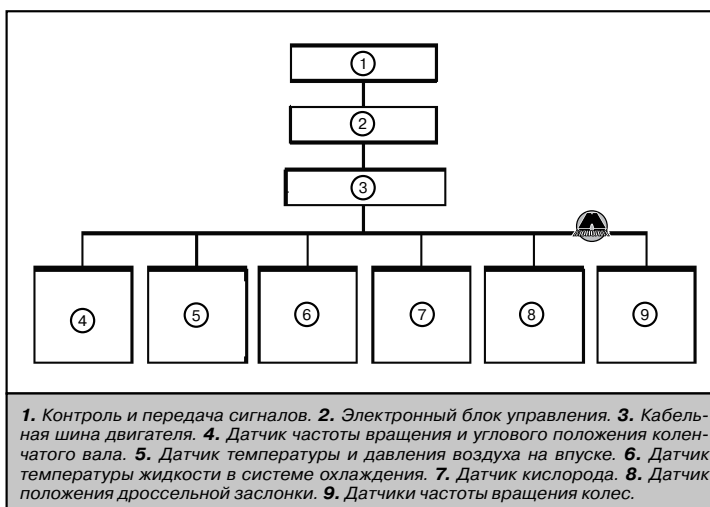 1
2
3
4
5
6
7
8
9
1. Контроль и передача сигналов. 2. Электронный блок управления. 3. Кабель-
ная шина двигателя. 4. Датчик частоты вращения и углового положения колен-
чатого вала. 5. Датчик температуры и давления воздуха на впуске. 6. Датчик
температуры жидкости в системе охлаждения. 7. Датчик кислорода. 8. Датчик
положения дроссельной заслонки. 9. Датчики частоты вращения колес.